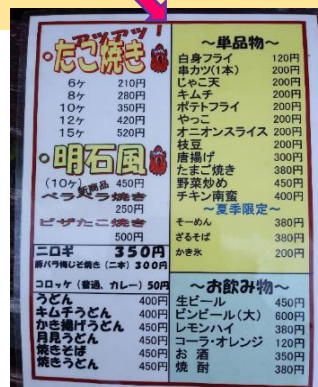 アツアツ!
・たこ焼き
6ヶ 210円
8ヶ 280円
10ヶ 350円
12ヶ 420円
15ヶ 520円
・明石風
(10ヶ) 450円
新商品
ペラペラ焼き
250円
ピザたこ焼き
500円
ニロギ 350円
豚バラ梅じそ焼き(二本)300円
コロッケ(普通、カレー)50円
うどん 400円
キムチうどん 400円
かき揚げうどん 450円
月見うどん 450円
焼きそば 450円
焼きうどん 450円
~単品物~
白身フライ 120円
串カツ(1本) 200円
じゃこ天 200円
キムチ 200円
ポテトフライ 200円
やっこ 200円
オニオンスライス 200円
枝豆 200円
唐揚げ 300円
たまご焼き 380円
野菜炒め 450円
チキン南蛮 400円
~夏季限定~
そーめん 380円
ざるそば 380円
かき氷 200円
~お飲み物~
生ビール 450円
ビンビール(大) 600円
レモンハイ 380円
コーラ・オレンジ 120円
お酒 350円
焼酎 380円